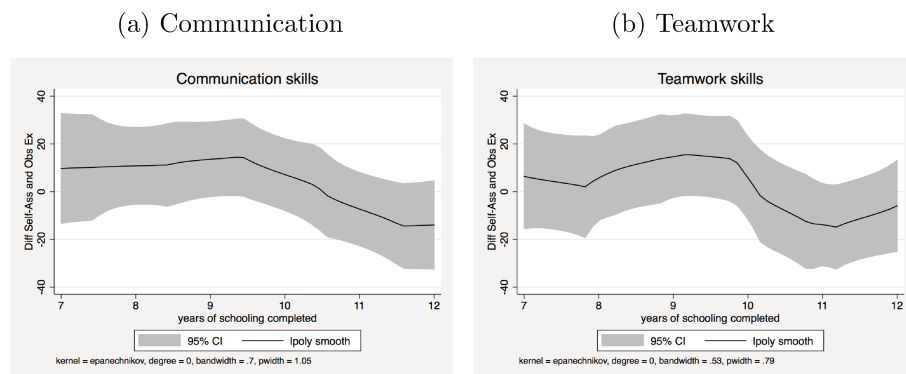 (a) Communication
(b) Teamwork
Communication skills
Diff Self-Ass and Obs Ex
40
20
0
-20
-40
7 8 9 10 11 12
years of schooling completed
95% CI lpoly smooth
kernel = epanechnikov, degree = 0, bandwidth = .7, pwidth = 1.05
Teamwork skills
Diff Self-Ass and Obs Ex
40
20
0
-20
-40
7 8 9 10 11 12
years of schooling completed
95% CI lpoly smooth
kernel = epanechnikov, degree = 0, bandwidth = .53, pwidth = .79